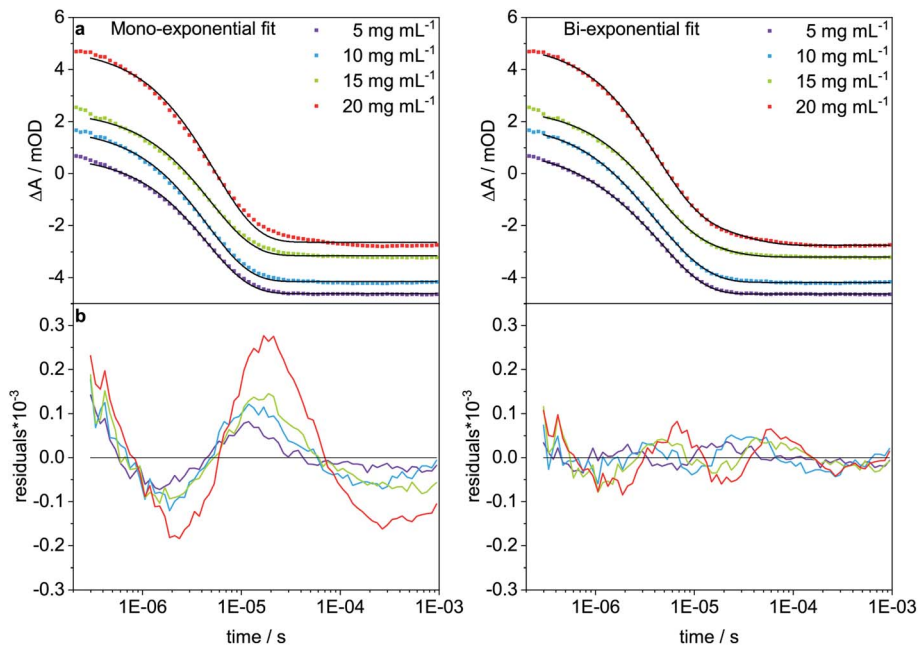 a Mono-exponential fit
5 mg mL-1
10 mg mL-1
15 mg mL-1
20 mg mL-1
6
4
2
0
-2
-4
ΔA / mOD
b
0.3
0.2
0.1
0.0
-0.1
-0.2
-0.3
residuals*10-3
1E-06 1E-05 1E-04 1E-03
time / s
Bi-exponential fit
5 mg mL-1
10 mg mL-1
15 mg mL-1
20 mg mL-1
6
4
2
0
-2
-4
ΔA / mOD
0.3
0.2
0.1
0.0
-0.1
-0.2
-0.3
residuals*10-3
1E-06 1E-05 1E-04 1E-03
time / s